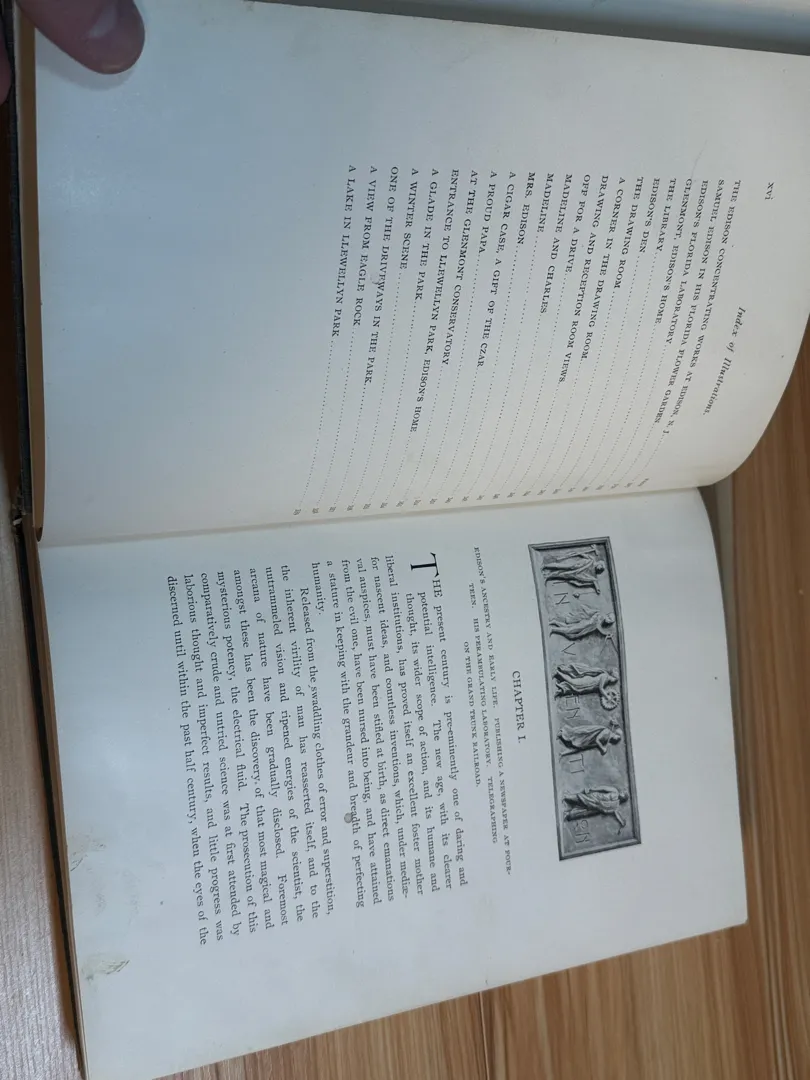 xvi
Index of Illustrations.
THE EDISON CONCENTRATING WORKS AT EDISON, N. J.
SAMUEL EDISON IN HIS FLORIDA FLOWER GARDEN
EDISON'S FLORIDA LABORATORY
GLENMONT, EDISON'S HOME
THE LIBRARY
EDISON'S DEN
THE DRAWING ROOM
A CORNER IN THE DRAWING ROOM
DRAWING AND RECEPTION ROOM VIEWS
OFF FOR A DRIVE
MADELINE AND CHARLES
MADELINE
MRS. EDISON
A CIGAR CASE, A GIFT OF THE CZAR
A PROUD PAPA
AT THE GLENMONT CONSERVATORY
ENTRANCE TO LLEWELLYN PARK, EDISON'S HOME
A GLADE IN THE PARK
A WINTER SCENE
ONE OF THE DRIVEWAYS IN THE PARK
A VIEW FROM EAGLE ROCK
A LAKE IN LLEWELLYN PARK
INVENTION
CHAPTER I.
EDISON'S ANCESTRY AND EARLY LIFE. PUBLISHING A NEWSPAPER AT FOUR-
TEEN. HIS PERAMBULATING LABORATORY. TELEGRAPHING
ON THE GRAND TRUNK RAILROAD.
THE present century is pre-eminently one of daring and
potential intelligence. The new age, with its clearer
thought, its wider scope of action, and its humane and
liberal institutions, has proved itself an excellent foster mother
for nascent ideas, and countless inventions, which, under mediæ-
val auspices, must have been stifled at birth, as direct emanations
from the evil one, have been nursed into being, and have attained
a stature in keeping with the grandeur and breadth of perfecting
humanity.
Released from the swaddling clothes of error and superstition,
the inherent virility of man has reasserted itself, and to the
untrammeled vision and ripened energies of the scientist, the
arcana of nature have been gradually disclosed. Foremost
amongst these has been the discovery of that most magical and
mysterious potency, the electrical fluid. The prosecution of this
comparatively crude and untried science was at first attended by
laborious thought and imperfect results, and little progress was
discerned until within the past half century, when the eyes of the